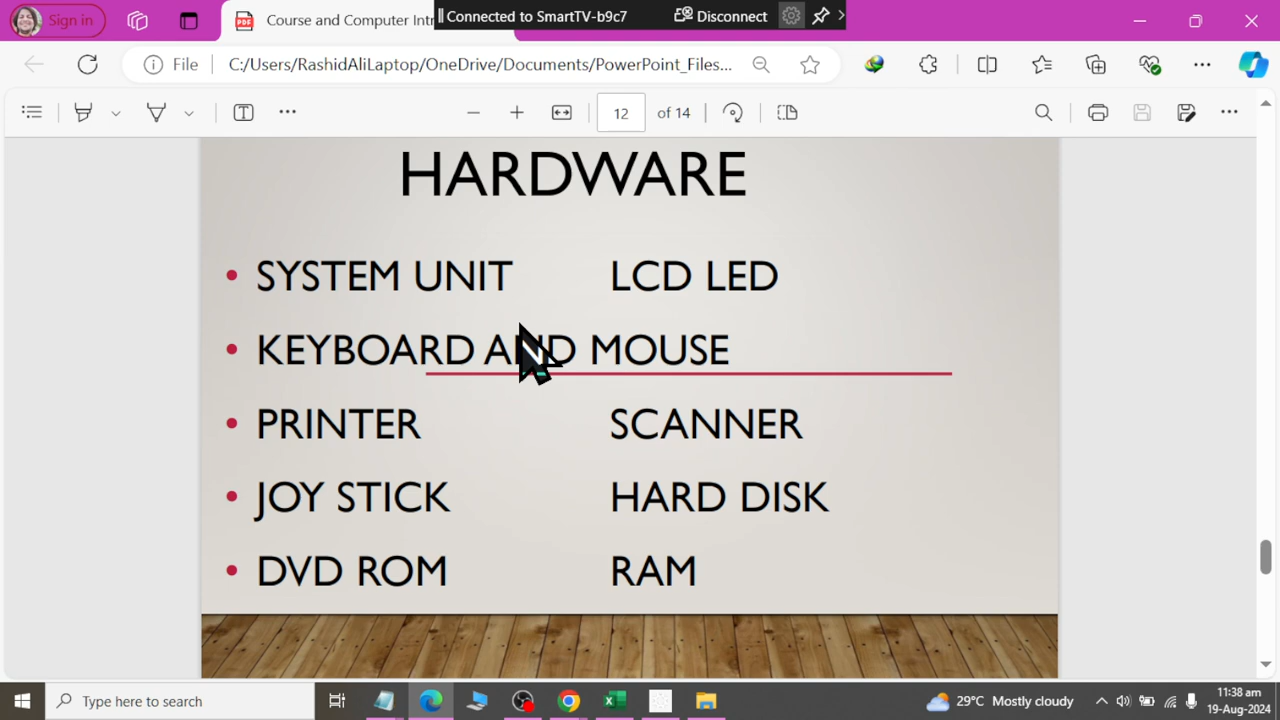 Sign in
Course and Computer Int
Connected to SmartTV-b9c7
Disconnect
File
C:/Users/RashidAliLaptop/OneDrive/Documents/PowerPoint_Files...
12 of 14
HARDWARE
• SYSTEM UNIT LCD LED
• KEYBOARD AND MOUSE
• PRINTER SCANNER
• JOY STICK HARD DISK
• DVD ROM RAM
Type here to search
29°C Mostly cloudy
11:38 am
19-Aug-2024